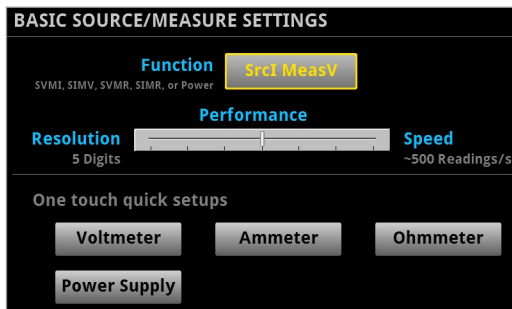 BASIC SOURCE/MEASURE SETTINGS
Function
SrcI MeasV
SVMI, SIMV, SVMR, SIMR, or Power
Performance
Resolution
Speed
5 Digits
~500 Readings/s
One touch quick setups
Voltmeter
Ammeter
Ohmmeter
Power Supply